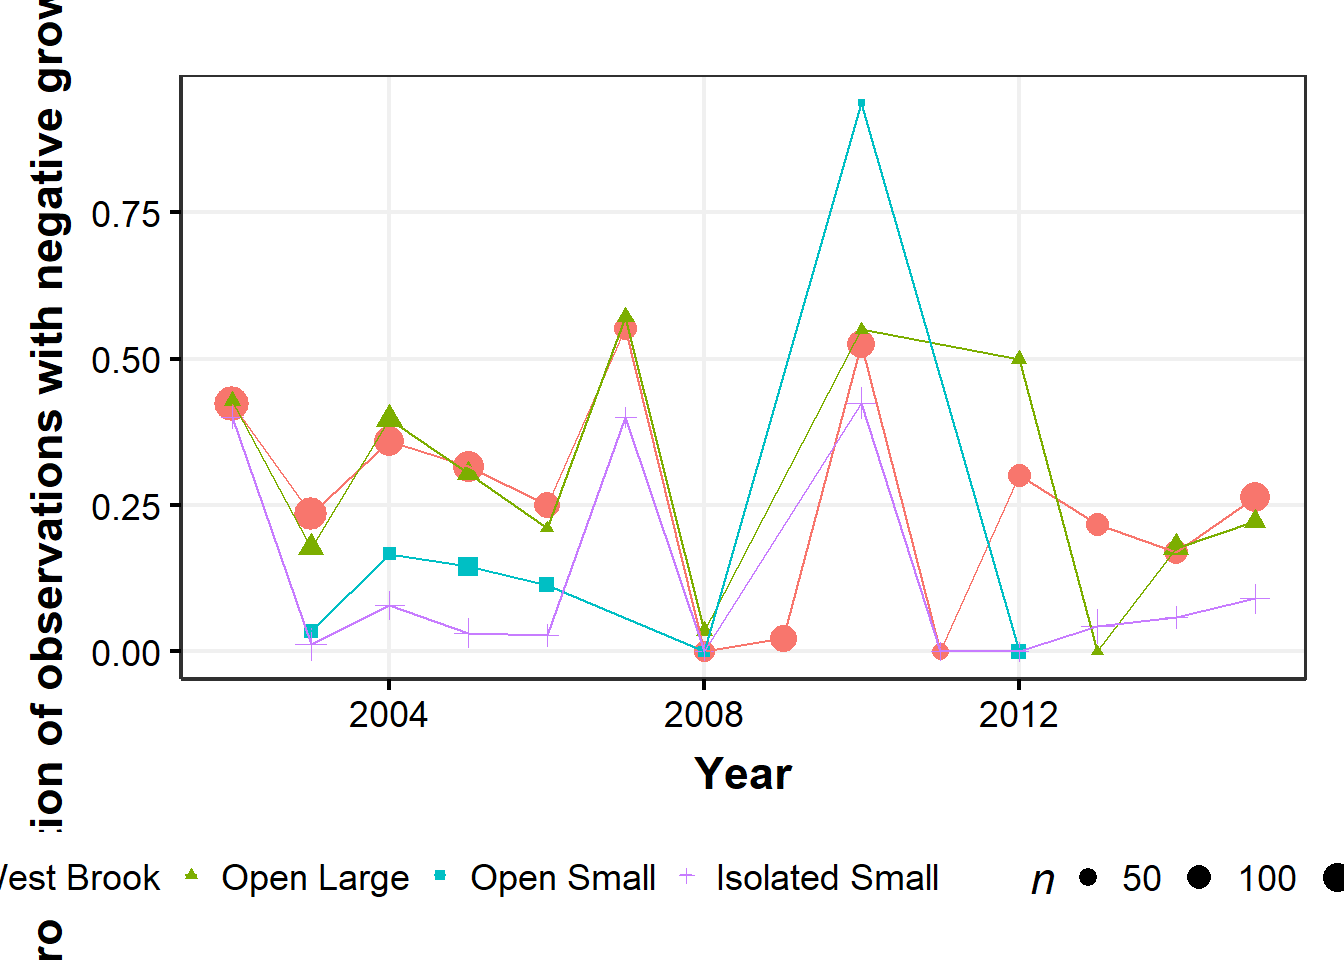 ion of observations with negative grow
0.75
0.50
0.25
0.00
2004 2008 2012
Year
West Brook Open Large Open Small Isolated Small n 50 100
ro